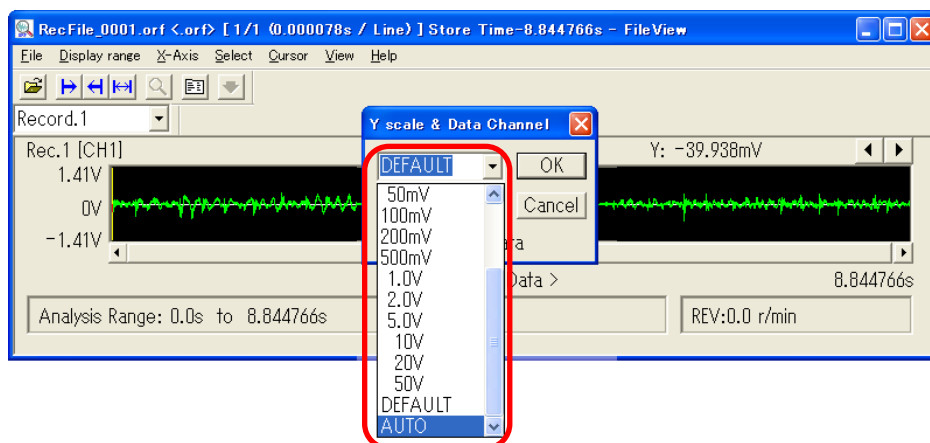 RecFile_0001.orf <.orf> [ 1/1 (0.000078s / Line) ] Store Time-8.844766s - FileView
File Display range X-Axis Select Cursor View Help
Record.1
Y scale & Data Channel
Rec.1 [CH1]
Y: -39.938mV
DEFAULT
OK
1.41V
0V
-1.41V
50mV
Cancel
100mV
200mV
500mV
1.0V
Data >
8.844766s
2.0V
Analysis Range: 0.0s to 8.844766s
5.0V
REV:0.0 r/min
10V
20V
50V
DEFAULT
AUTO